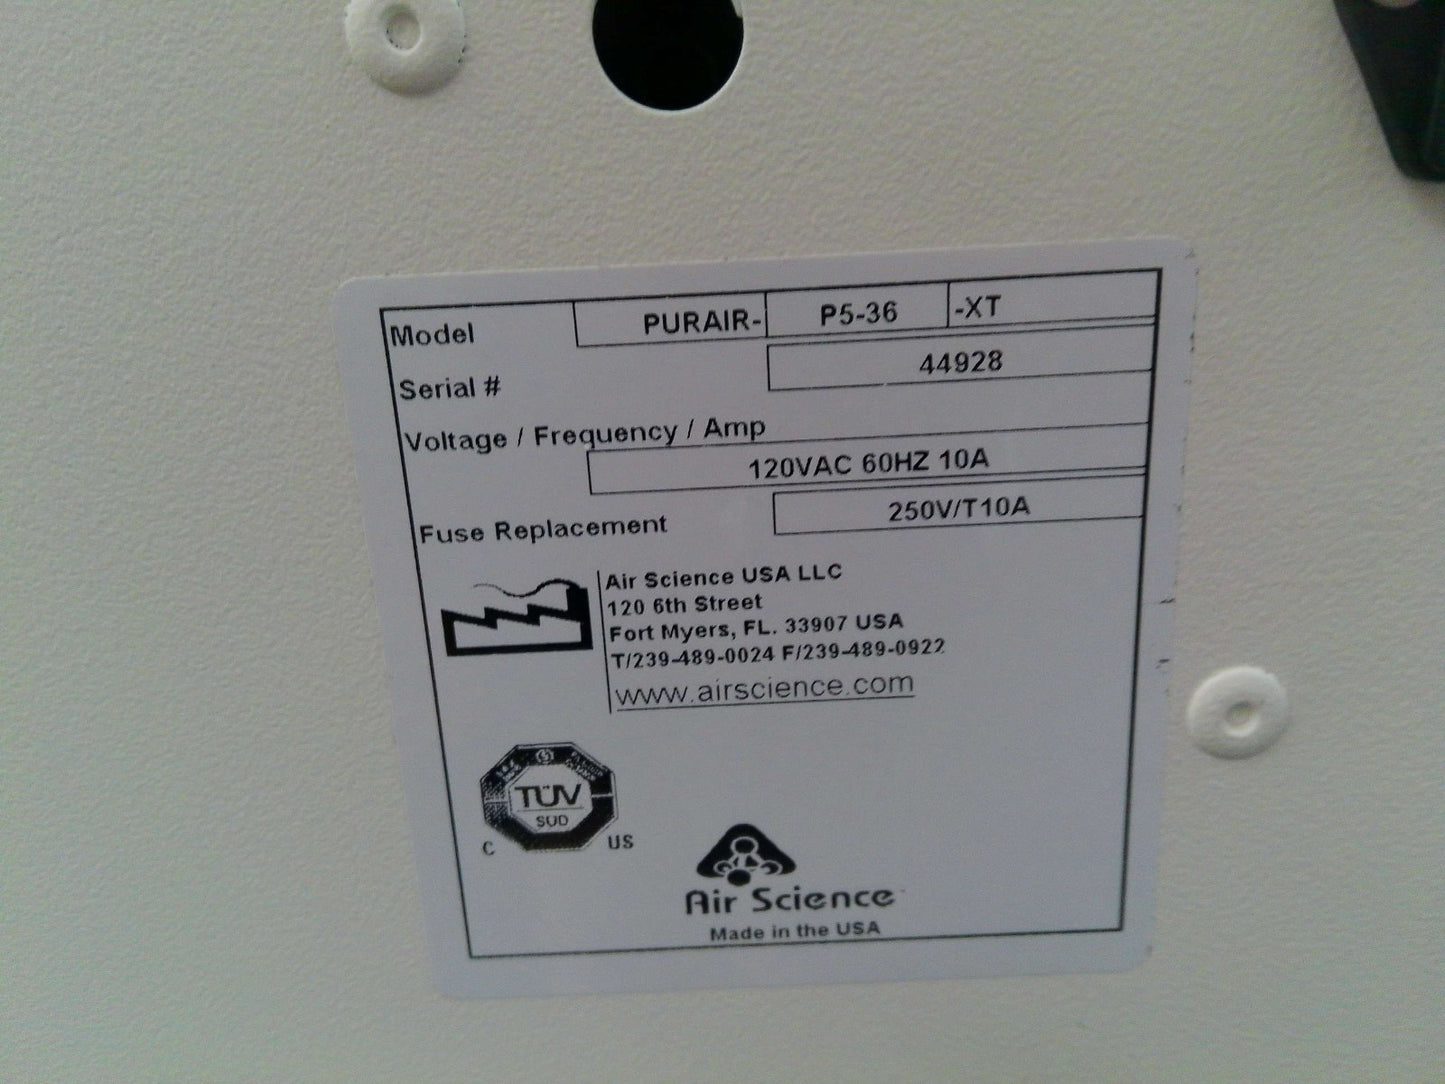 Model PURAIR- P5-36 -XT
Serial # 44928
Voltage / Frequency / Amp
120VAC 60HZ 10A
Fuse Replacement 250V/T10A
Air Science USA LLC
120 6th Street
Fort Myers, FL. 33907 USA
T/239-489-0024 F/239-489-0922
www.airscience.com
TÜV
SÜD
C US
Air Science
Made in the USA